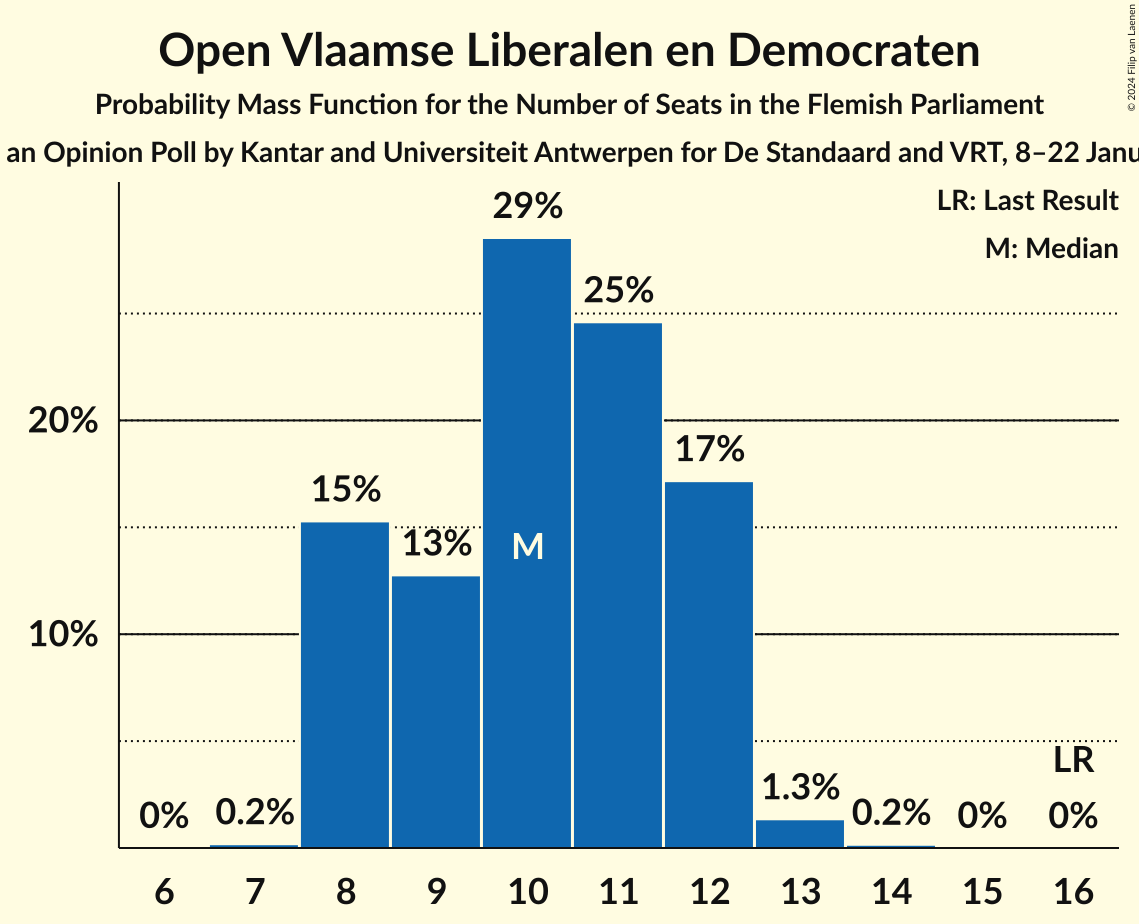 Open Vlaamse Liberalen en Democraten
Probability Mass Function for the Number of Seats in the Flemish Parliament
an Opinion Poll by Kantar and Universiteit Antwerpen for De Standaard and VRT, 8–22 Janu
© 2024 Filip van Laenen
LR: Last Result
M: Median
29%
25%
20%
17%
15%
13%
M
10%
LR
1.3%
0%
0.2%
0.2%
0%
0%
6 7 8 9 10 11 12 13 14 15 16